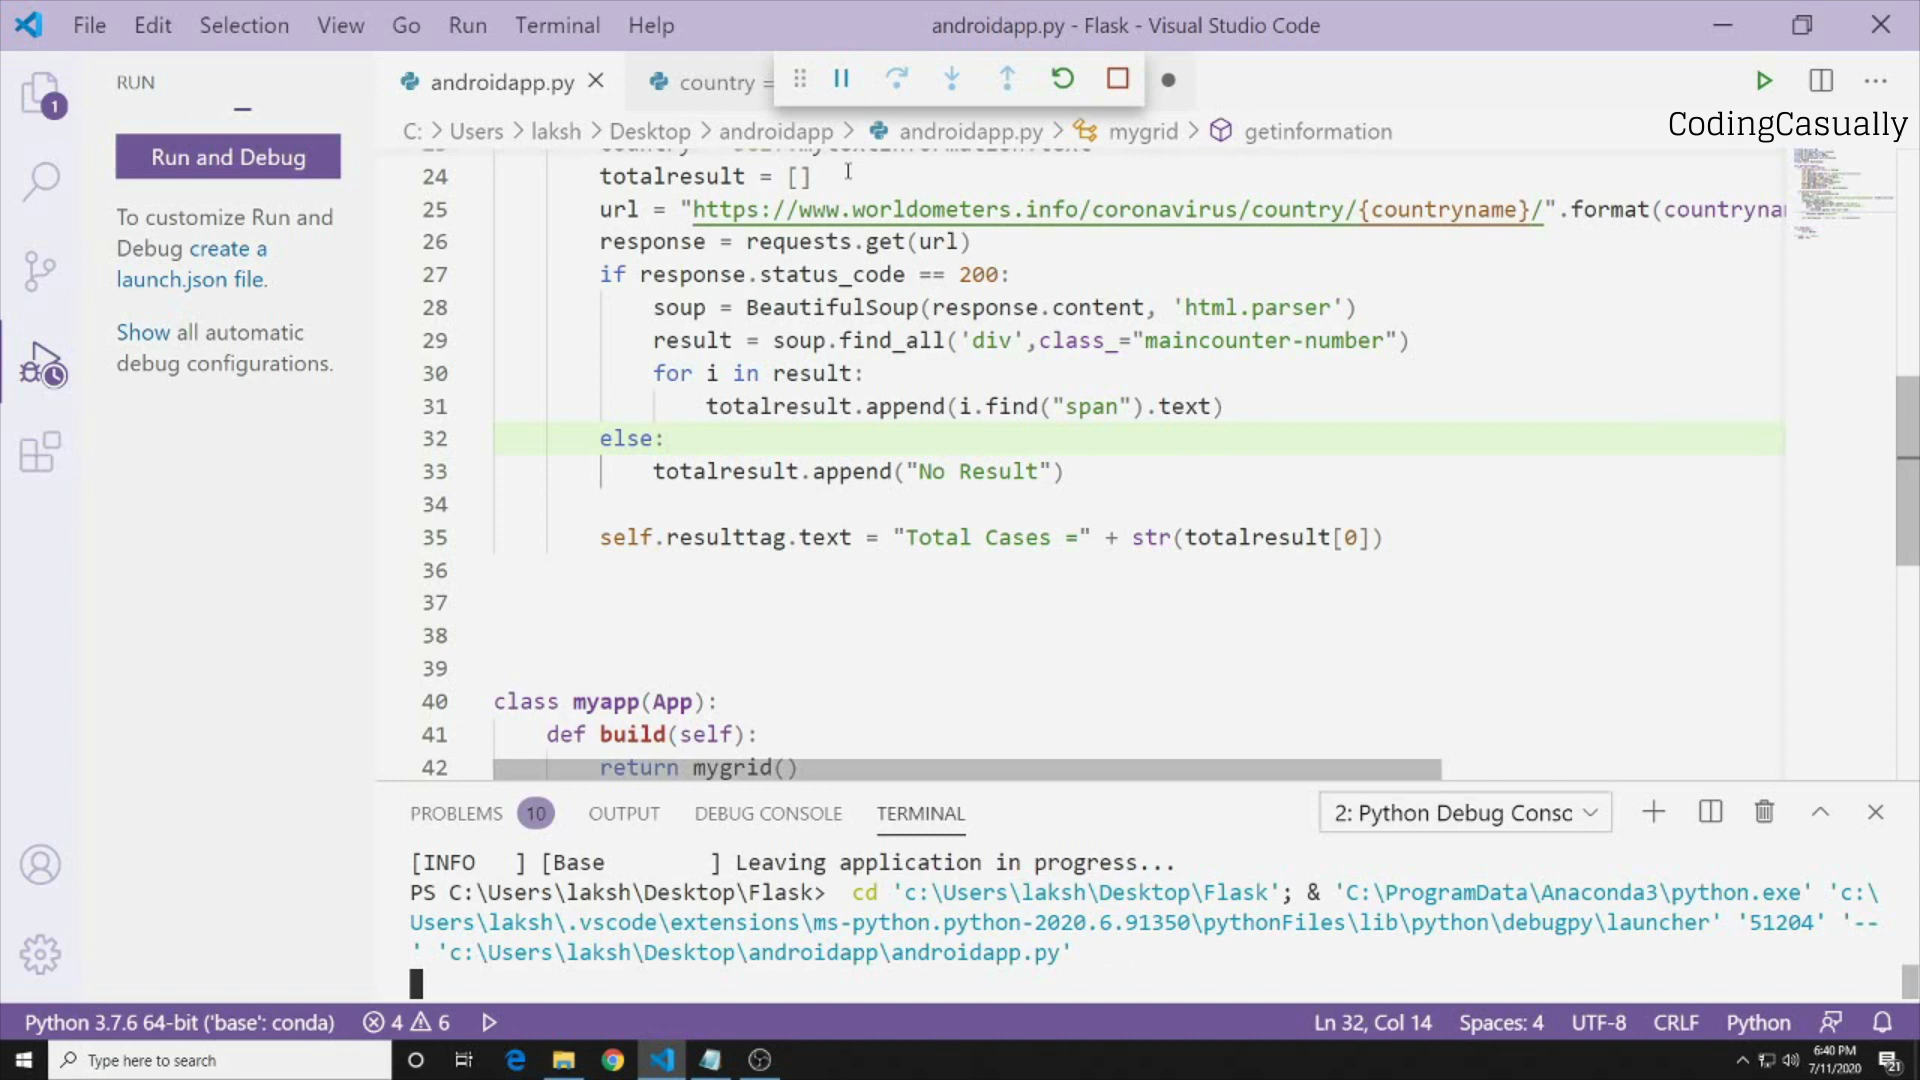 File Edit Selection View Go Run Terminal Help
androidapp.py - Flask - Visual Studio Code
1
RUN
Run and Debug
To customize Run and
Debug create a
launch.json file.
Show all automatic
debug configurations.
androidapp.py
country =
CodingCasually
C: > Users > laksh > Desktop > androidapp > androidapp.py > mygrid > getinformation
24 totalresult = []
25 url = "https://www.worldometers.info/coronavirus/country/{countryname}/".format(countryna
26 response = requests.get(url)
27 if response.status_code == 200:
28 soup = BeautifulSoup(response.content, 'html.parser')
29 result = soup.find_all('div',class_="maincounter-number")
30 for i in result:
31 totalresult.append(i.find("span").text)
32 else:
33 totalresult.append("No Result")
34
35 self.resulttag.text = "Total Cases =" + str(totalresult[0])
36
37
38
39
40 class myapp(App):
41 def build(self):
42 return mygrid()
PROBLEMS 10 OUTPUT DEBUG CONSOLE TERMINAL
2: Python Debug Consc
[INFO ] [Base ] Leaving application in progress...
PS C:\Users\laksh\Desktop\Flask> cd 'c:\Users\laksh\Desktop\Flask'; & 'C:\ProgramData\Anaconda3\python.exe' 'c:\
Users\laksh\.vscode\extensions\ms-python.python-2020.6.91350\pythonFiles\lib\python\debugpy\launcher' '51204' '--
' 'c:\Users\laksh\Desktop\androidapp\androidapp.py'
Python 3.7.6 64-bit ('base': conda) 4 6
Ln 32, Col 14 Spaces: 4 UTF-8 CRLF Python
Type here to search
6:40 PM
7/11/2020
21